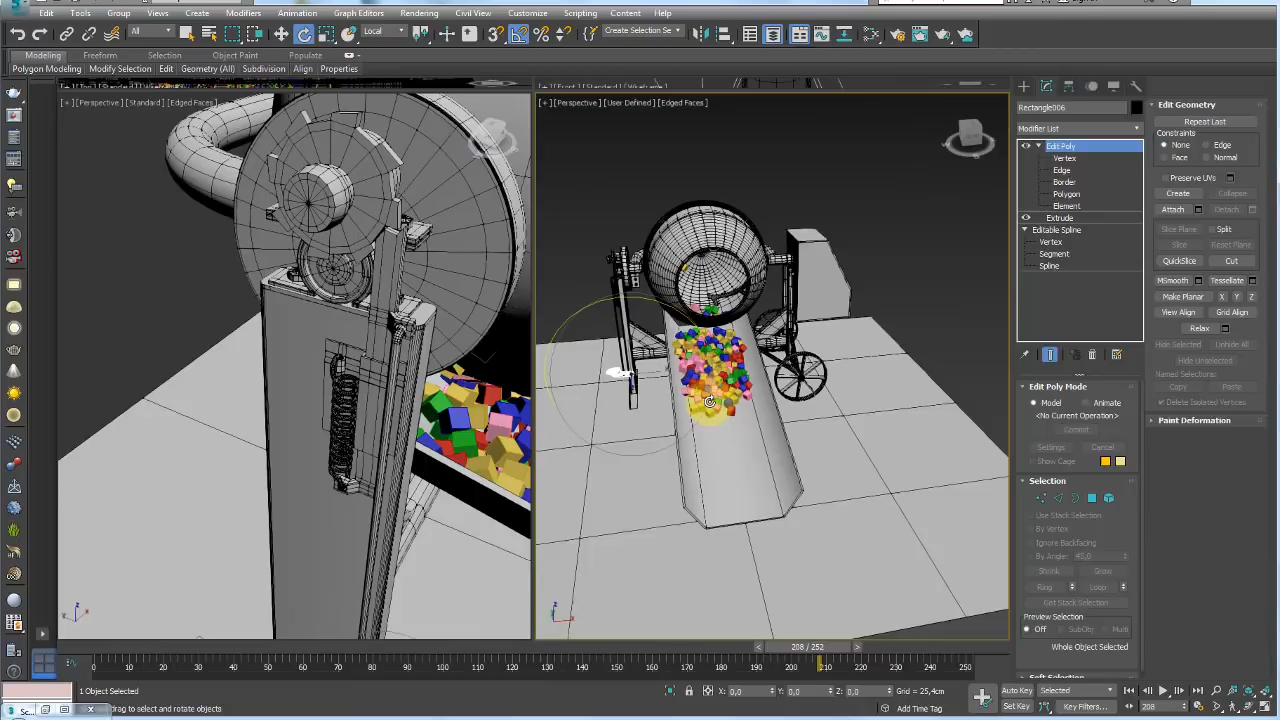 Edit Tools Group Views Create Modifiers Animation Graph Editors Rendering Civil View Customize Scripting Content Help
All Local Create Selection Se
Modeling Freeform Selection Object Paint Populate
Polygon Modeling Modify Selection Edit Geometry (All) Subdivision Align Properties
[+] [Perspective] [Standard] [Edged Faces]
[+] [Perspective] [User Defined] [Edged Faces]
Rectangle006
Modifier List
Edit Poly
Vertex
Edge
Border
Polygon
Element
Extrude
Editable Spline
Vertex
Segment
Spline
Edit Poly Mode
Model Animate
<No Current Operation>
Commit
Settings Cancel
Show Cage
Selection
Use Stack Selection
By Vertex
Ignore Backfacing
By Angle: 45,0
Shrink Grow
Ring Loop
Get Stack Selection
Preview Selection
Off SubObj Multi
Whole Object Selected
Edit Geometry
Repeat Last
Constraints
None Edge
Face Normal
Preserve UVs
Create Collapse
Attach Detach
Slice Plane Split
Slice Reset Plane
QuickSlice Cut
MSmooth Tessellate
Make Planar X Y Z
View Align Grid Align
Relax
Hide Selected Unhide All
Hide Unselected
Named Selections:
Copy Paste
Delete Isolated Vertices
Paint Deformation
208 / 252
0 10 20 30 40 50 60 70 80 90 100 110 120 130 140 150 160 170 180 190 200 210 220 230 240 250
1 Object Selected
X: 0,0 Y: 0,0 Z: 0,0 Grid = 25,4cm
drag to select and rotate objects
Add Time Tag
Auto Key Selected
Set Key Key Filters...
208